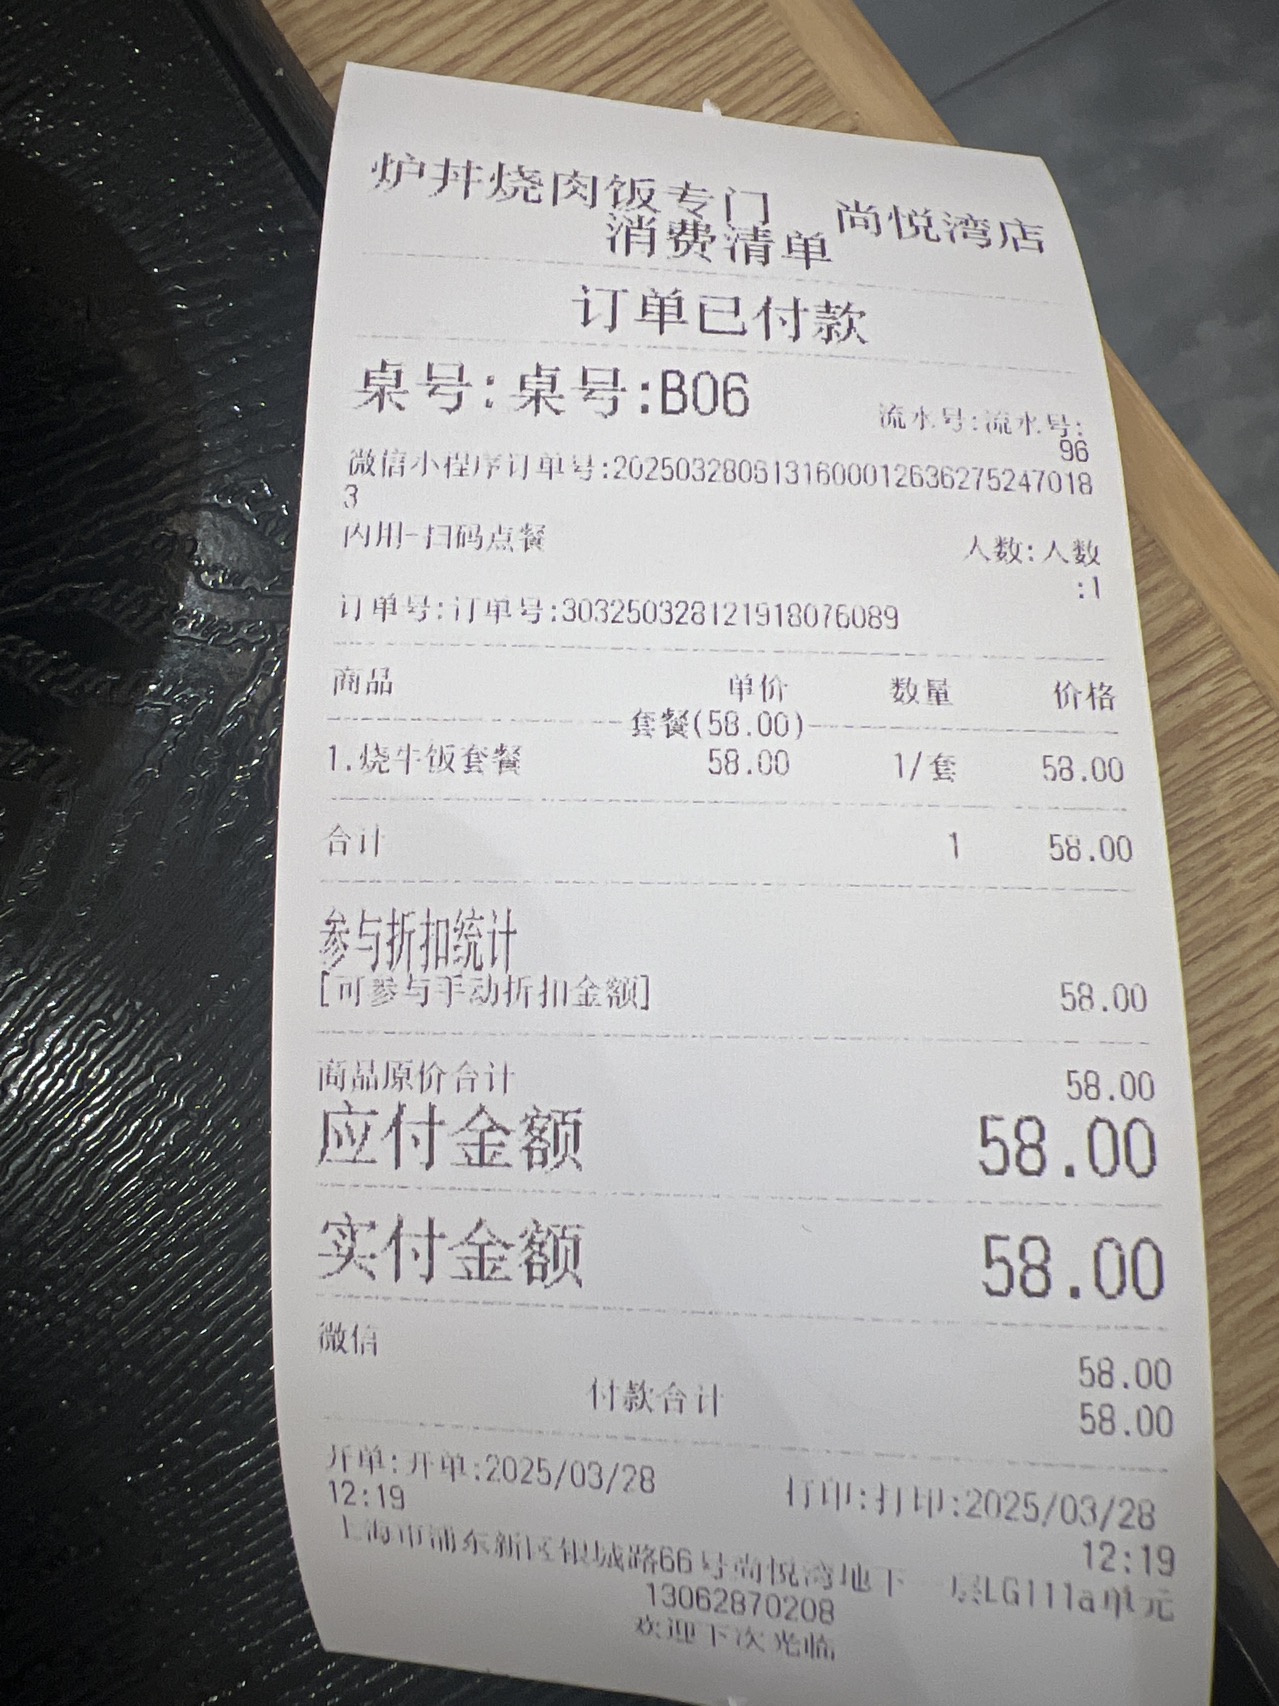 炉丼烧肉饭专门 尚悦湾店
消费清单
订单已付款
桌号:桌号:B06
流水号:流水号:
96
微信小程序订单号:2025032806131600012636275247018
3
内用-扫码点餐
人数:人数
:1
订单号:订单号:303250328121918076089
商品 单价 数量 价格
套餐(58.00)
1.烧牛饭套餐 58.00 1/套 58.00
合计 1 58.00
参与折扣统计
[可参与手动折扣金额] 58.00
商品原价合计 58.00
应付金额 58.00
实付金额 58.00
微信 58.00
付款合计 58.00
开单:开单:2025/03/28
12:19
打印:打印:2025/03/28
12:19
上海市浦东新区银城路66号尚悦湾地下一层LG111a单元
13062870208
欢迎下次光临